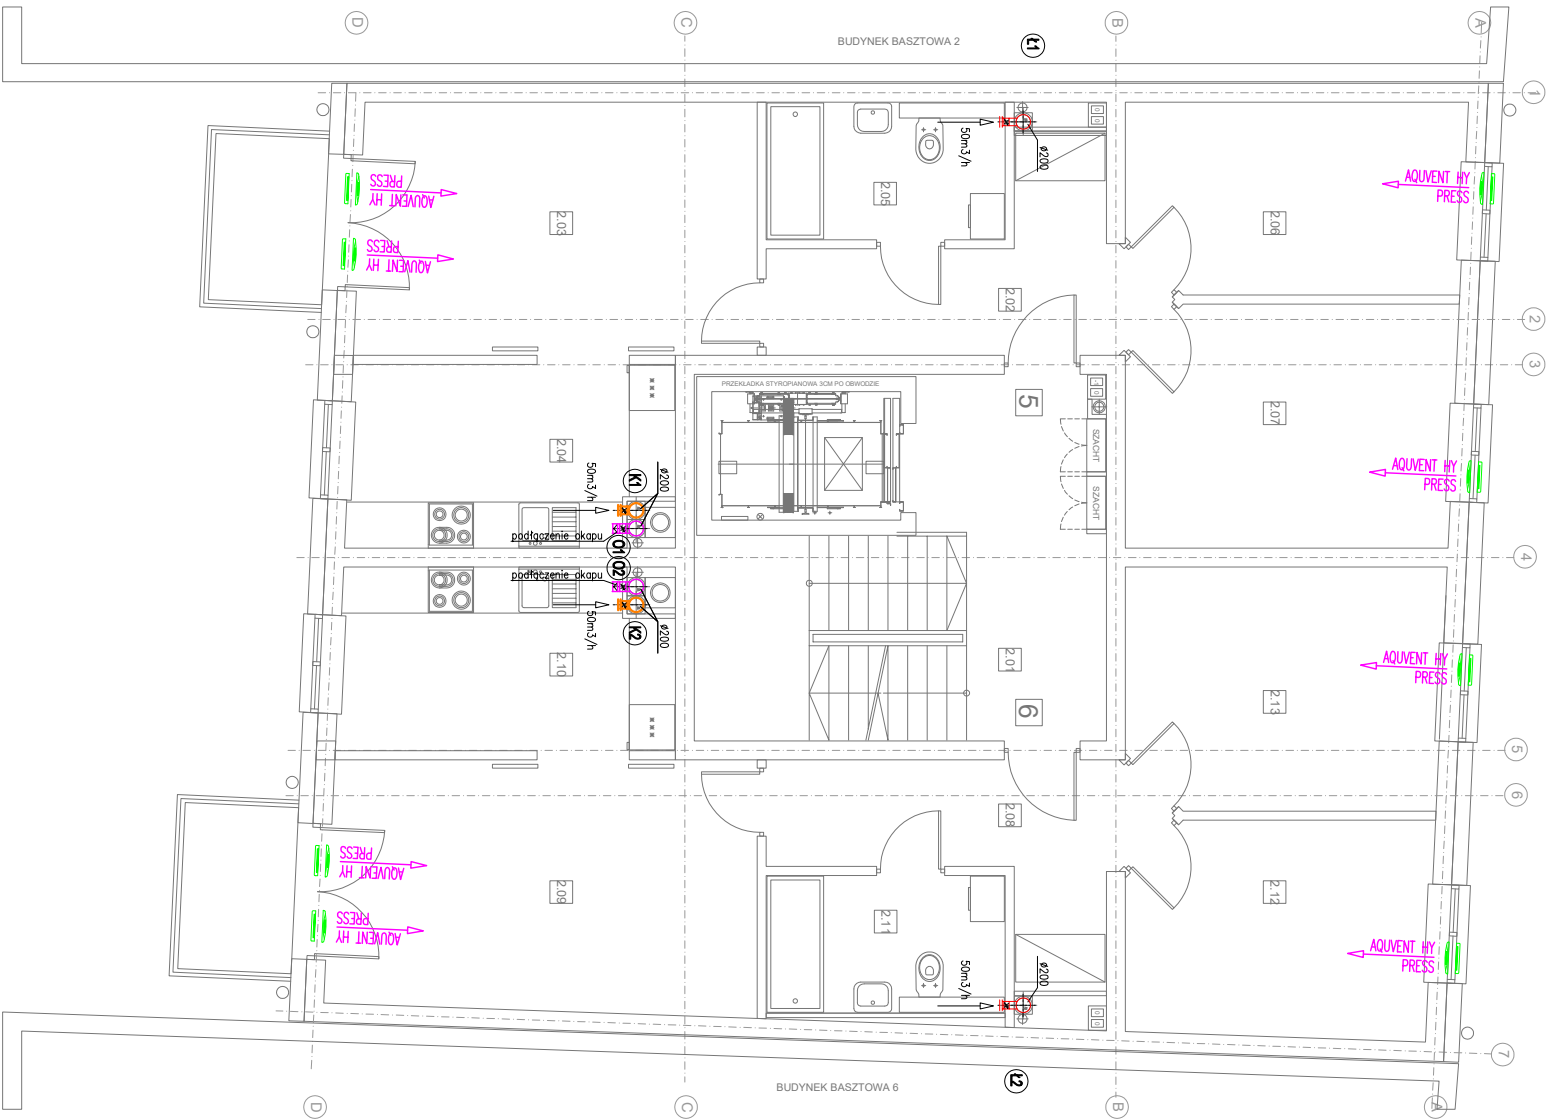 D
C
B
A
BUDYNEK BASZTOWA 2
Ł1
1
50m3/h
ø200
2.05
AQUVENT HY
PRESS
AQUVENT HY
PRESS
2.03
2.06
AQUVENT HY
PRESS
2.02
2
3
PRZEKŁADKA STYROPIANOWA 3CM PO OBWODZIE
5
2.07
SZACHT
2.04
AQUVENT HY
PRESS
K1
ø200
50m3/h
SZACHT
podłączenie okapu
O1
4
O2
podłączenie okapu
50m3/h
K2
ø200
2.10
2.01
AQUVENT HY
PRESS
2.13
6
5
6
2.08
AQUVENT HY
PRESS
2.09
2.12
AQUVENT HY
PRESS
2.11
AQUVENT HY
PRESS
50m3/h
ø200
7
Ł2
BUDYNEK BASZTOWA 6
D
C
B
A